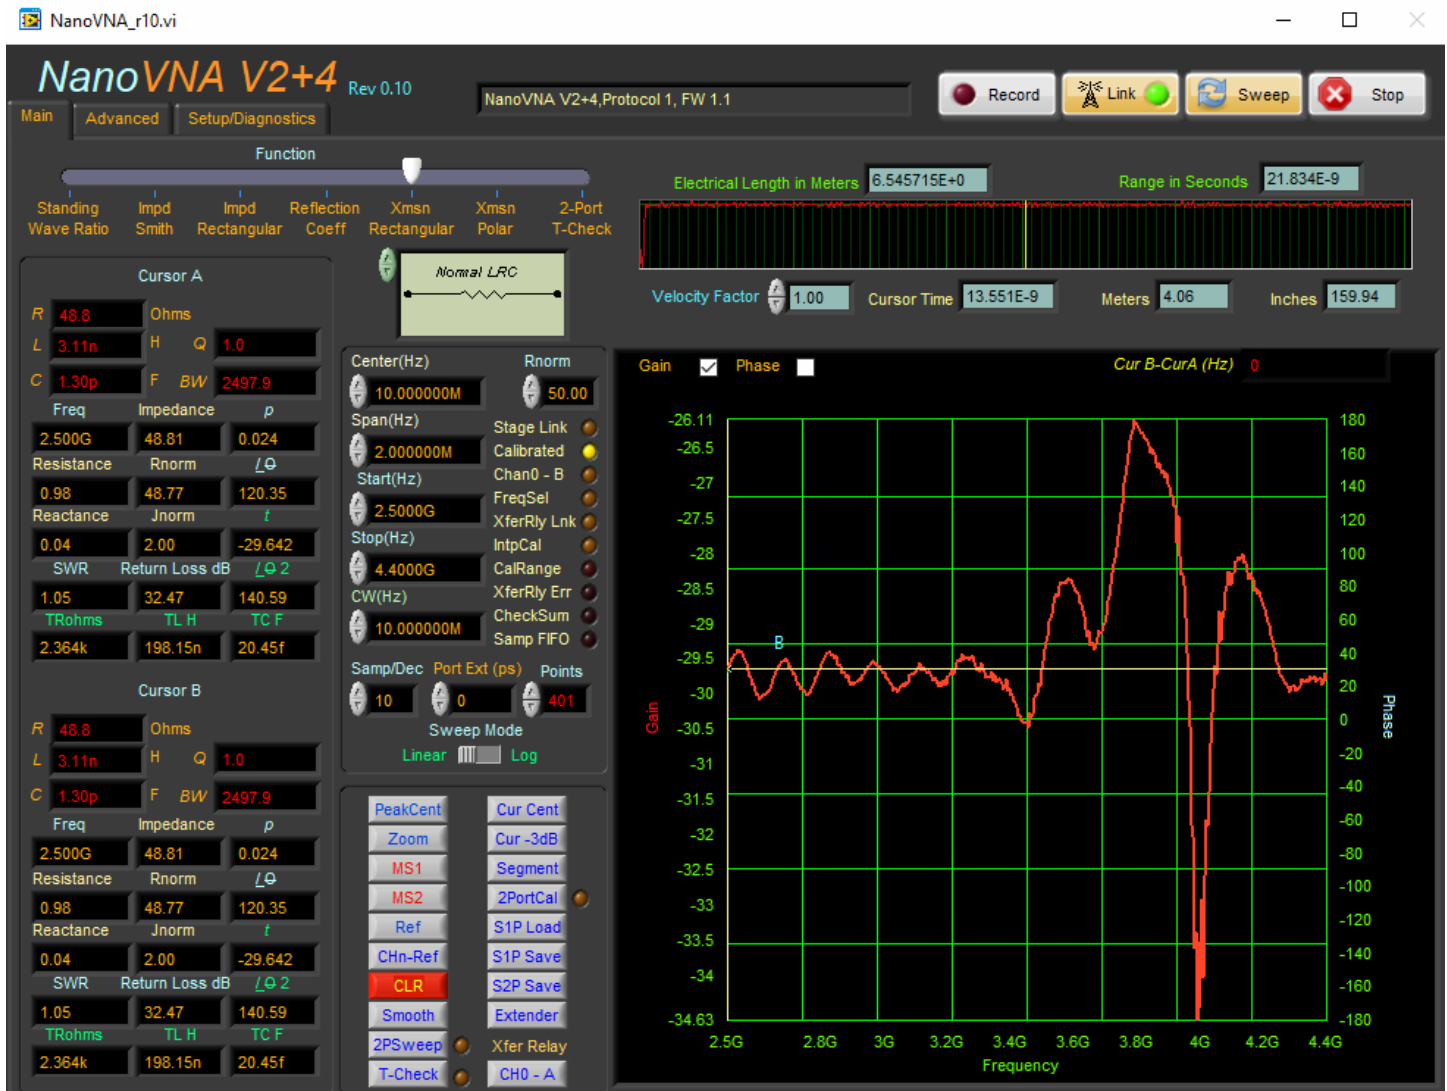 NanoVNA_r10.vi
NanoVNA V2+4 Rev 0.10
NanoVNA V2+4,Protocol 1, FW 1.1
Record
Link
Sweep
Stop
Main
Advanced
Setup/Diagnostics
Function
Standing Wave Ratio
Impd Smith
Impd Rectangular
Reflection Coeff
Xmsn Rectangular
Xmsn Polar
2-Port T-Check
Electrical Length in Meters 6.545715E+0
Range in Seconds 21.834E-9
Velocity Factor 1.00
Cursor Time 13.551E-9
Meters 4.06
Inches 159.94
Normal LRC
Cursor A
R 48.8 Ohms
L 3.11n H Q 1.0
C 1.30p F BW 2497.9
Freq Impedance p
2.500G 48.81 0.024
Resistance Rnorm /Θ
0.98 48.77 120.35
Reactance Jnorm t
0.04 2.00 -29.642
SWR Return Loss dB /Θ 2
1.05 32.47 140.59
TRohms TL H TC F
2.364k 198.15n 20.45f
Cursor B
R 48.8 Ohms
L 3.11n H Q 1.0
C 1.30p F BW 2497.9
Freq Impedance p
2.500G 48.81 0.024
Resistance Rnorm /Θ
0.98 48.77 120.35
Reactance Jnorm t
0.04 2.00 -29.642
SWR Return Loss dB /Θ 2
1.05 32.47 140.59
TRohms TL H TC F
2.364k 198.15n 20.45f
Center(Hz) Rnorm
10.000000M 50.00
Span(Hz)
2.000000M
Start(Hz)
2.5000G
Stop(Hz)
4.4000G
CW(Hz)
10.000000M
Stage Link
Calibrated
Chan0 - B
FreqSel
XferRly Lnk
IntpCal
CalRange
XferRly Err
CheckSum
Samp FIFO
Samp/Dec Port Ext (ps) Points
10 0 401
Sweep Mode
Linear Log
PeakCent Cur Cent
Zoom Cur -3dB
MS1 Segment
MS2 2PortCal
Ref S1P Load
CHn-Ref S1P Save
CLR S2P Save
Smooth Extender
2PSweep Xfer Relay
T-Check CH0 - A
Gain Phase
Cur B-CurA (Hz) 0
-26.11
-26.5
-27
-27.5
-28
-28.5
-29
-29.5
-30
-30.5
-31
-31.5
-32
-32.5
-33
-33.5
-34
-34.63
Gain
B
180
160
140
120
100
80
60
40
20
0
-20
-40
-60
-80
-100
-120
-140
-160
-180
Phase
2.5G 2.8G 3G 3.2G 3.4G 3.6G 3.8G 4G 4.2G 4.4G
Frequency